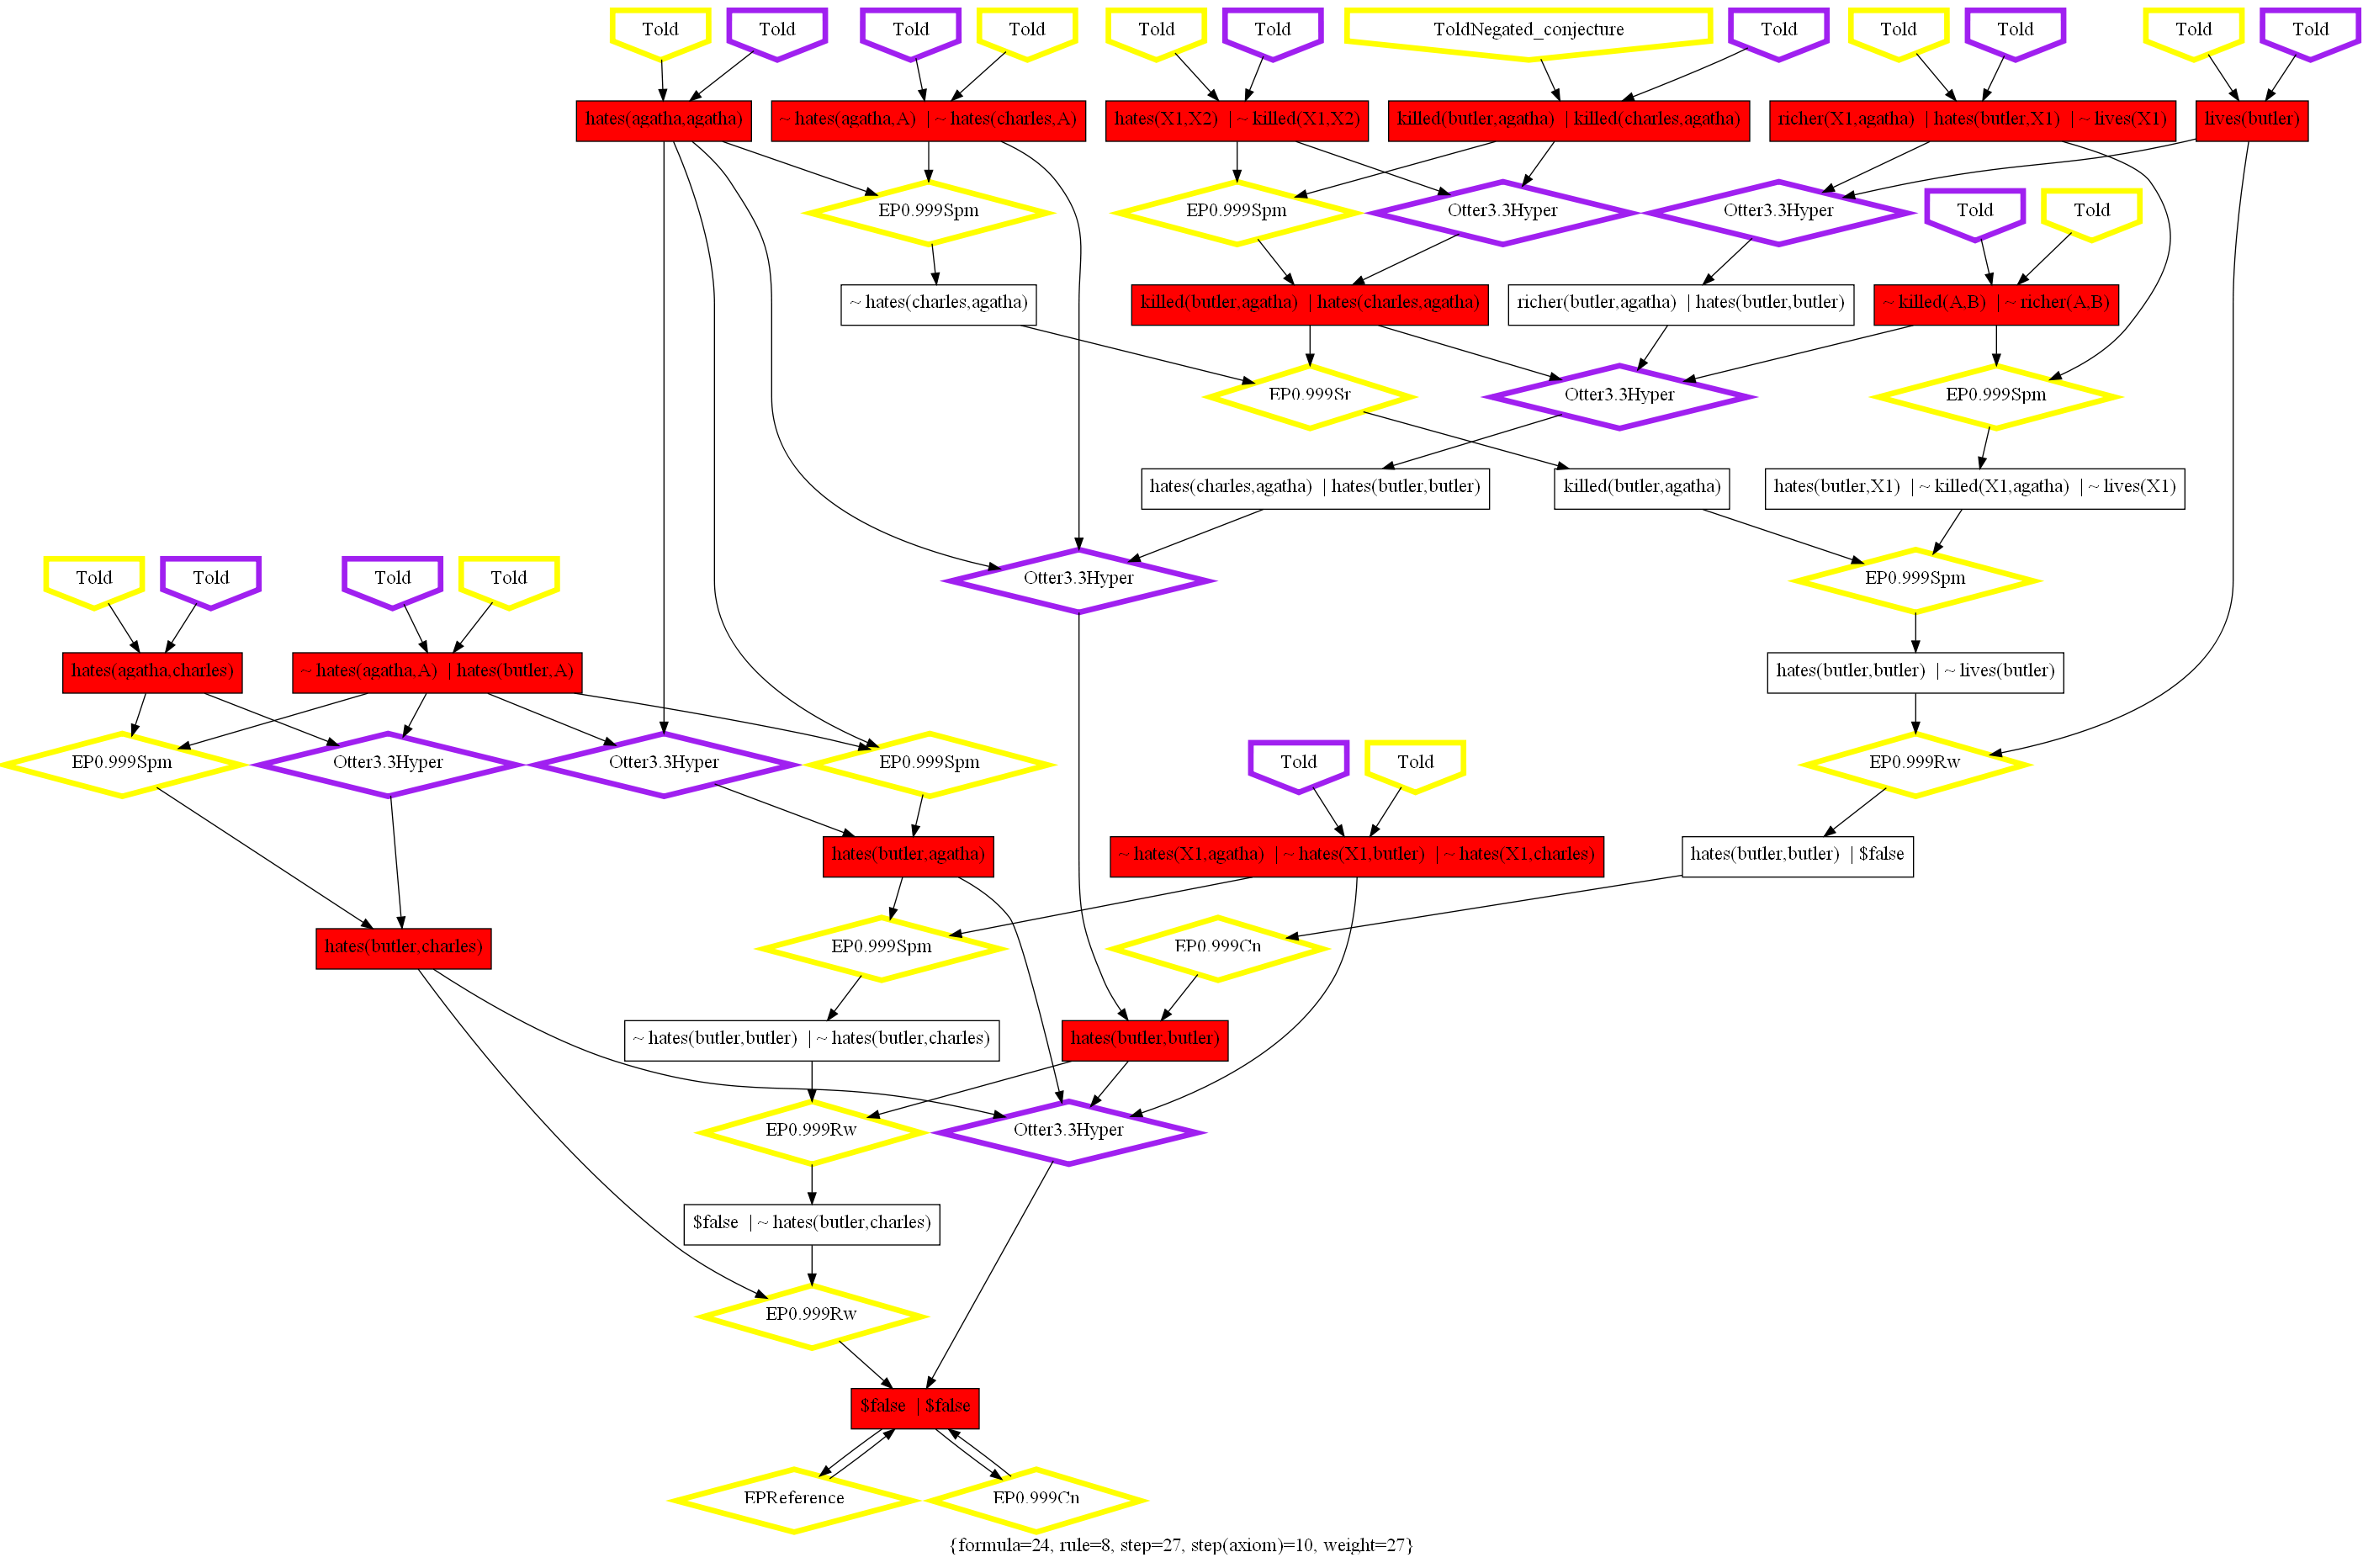 Told
Told
Told
Told
Told
Told
ToldNegated_conjecture
Told
Told
Told
Told
Told
hates(agatha,agatha)
~ hates(agatha,A) | ~ hates(charles,A)
hates(X1,X2) | ~ killed(X1,X2)
killed(butler,agatha) | killed(charles,agatha)
richer(X1,agatha) | hates(butler,X1) | ~ lives(X1)
lives(butler)
EP0.999Spm
EP0.999Spm
Otter3.3Hyper
Otter3.3Hyper
Told
Told
~ hates(charles,agatha)
killed(butler,agatha) | hates(charles,agatha)
richer(butler,agatha) | hates(butler,butler)
~ killed(A,B) | ~ richer(A,B)
EP0.999Sr
Otter3.3Hyper
EP0.999Spm
hates(charles,agatha) | hates(butler,butler)
killed(butler,agatha)
hates(butler,X1) | ~ killed(X1,agatha) | ~ lives(X1)
Told
Told
Told
Told
Otter3.3Hyper
EP0.999Spm
hates(agatha,charles)
~ hates(agatha,A) | hates(butler,A)
hates(butler,butler) | ~ lives(butler)
EP0.999Spm
Otter3.3Hyper
Otter3.3Hyper
EP0.999Spm
Told
Told
EP0.999Rw
hates(butler,agatha)
~ hates(X1,agatha) | ~ hates(X1,butler) | ~ hates(X1,charles)
hates(butler,butler) | $false
hates(butler,charles)
EP0.999Spm
EP0.999Cn
~ hates(butler,butler) | ~ hates(butler,charles)
hates(butler,butler)
EP0.999Rw
Otter3.3Hyper
$false | ~ hates(butler,charles)
EP0.999Rw
$false | $false
EPReference
EP0.999Cn
{formula=24, rule=8, step=27, step(axiom)=10, weight=27}